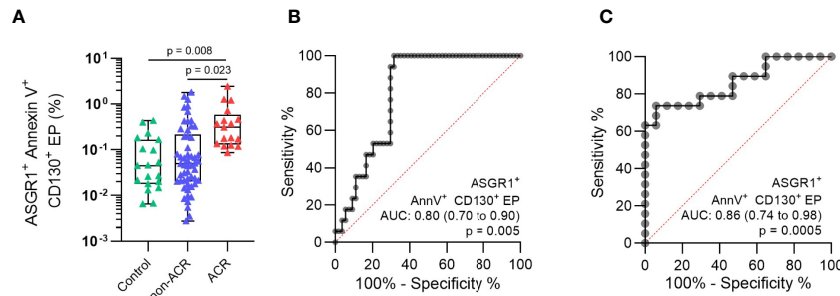 A
ASGR1+ Annexin V+
CD130+ EP (%)
10¹
10⁰
10⁻¹
10⁻²
10⁻³
p = 0.008
p = 0.023
Control
non-ACR
ACR
B
Sensitivity %
100
80
60
40
20
0
ASGR1+
AnnV+ CD130+ EP
AUC: 0.80 (0.70 to 0.90)
p = 0.005
0 20 40 60 80 100
100% - Specificity %
C
Sensitivity %
100
80
60
40
20
0
ASGR1+
AnnV+ CD130+ EP
AUC: 0.86 (0.74 to 0.98)
p = 0.0005
0 20 40 60 80 100
100% - Specificity %